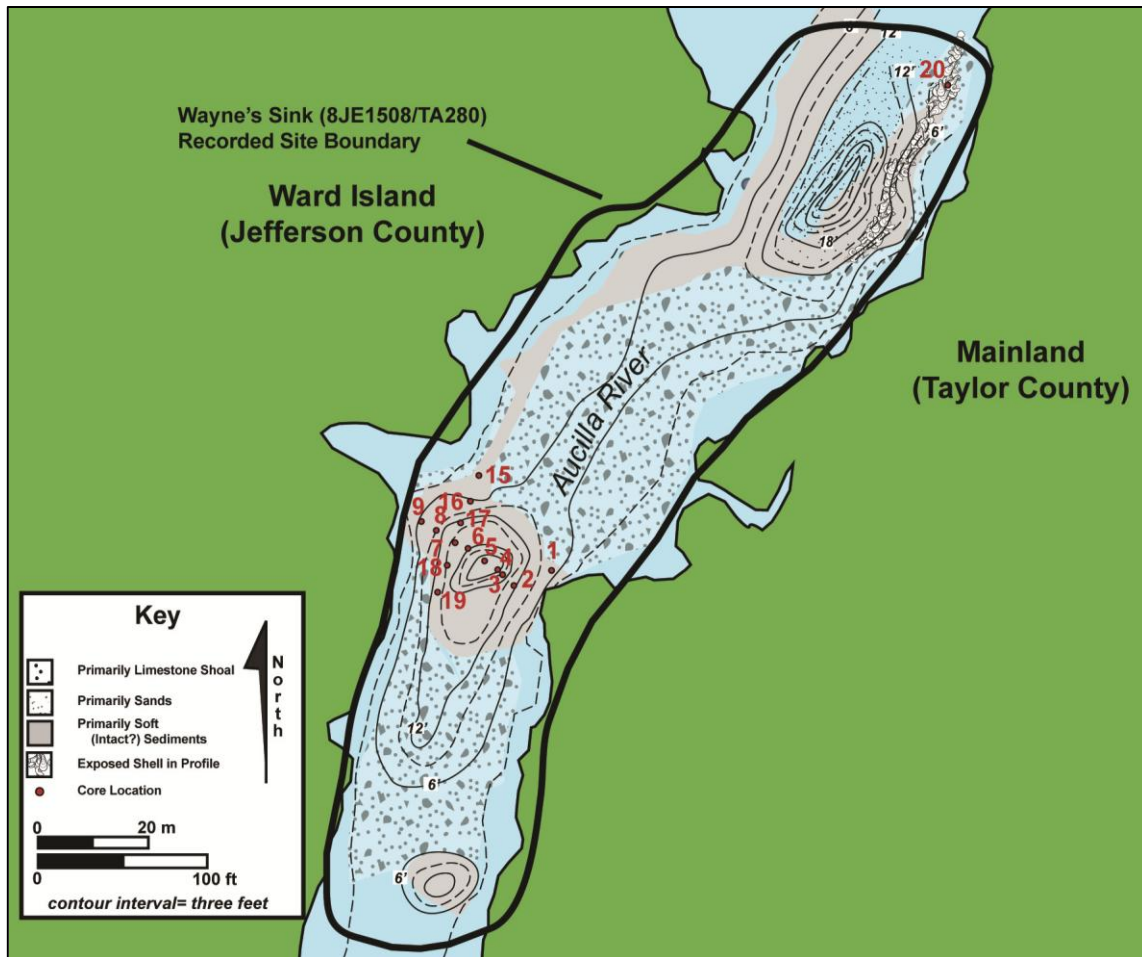 8'
12'
12'
20
6'
Wayne's Sink (8JE1508/TA280)
Recorded Site Boundary
Ward Island
(Jefferson County)
18'
Mainland
(Taylor County)
Aucilla River
15
16
9
8
17
7
6
5
4
1
18
3
2
19
12'
6'
6'
Key
North
Primarily Limestone Shoal
Primarily Sands
Primarily Soft
(Intact?) Sediments
Exposed Shell in Profile
Core Location
0 20 m
0 100 ft
contour interval= three feet